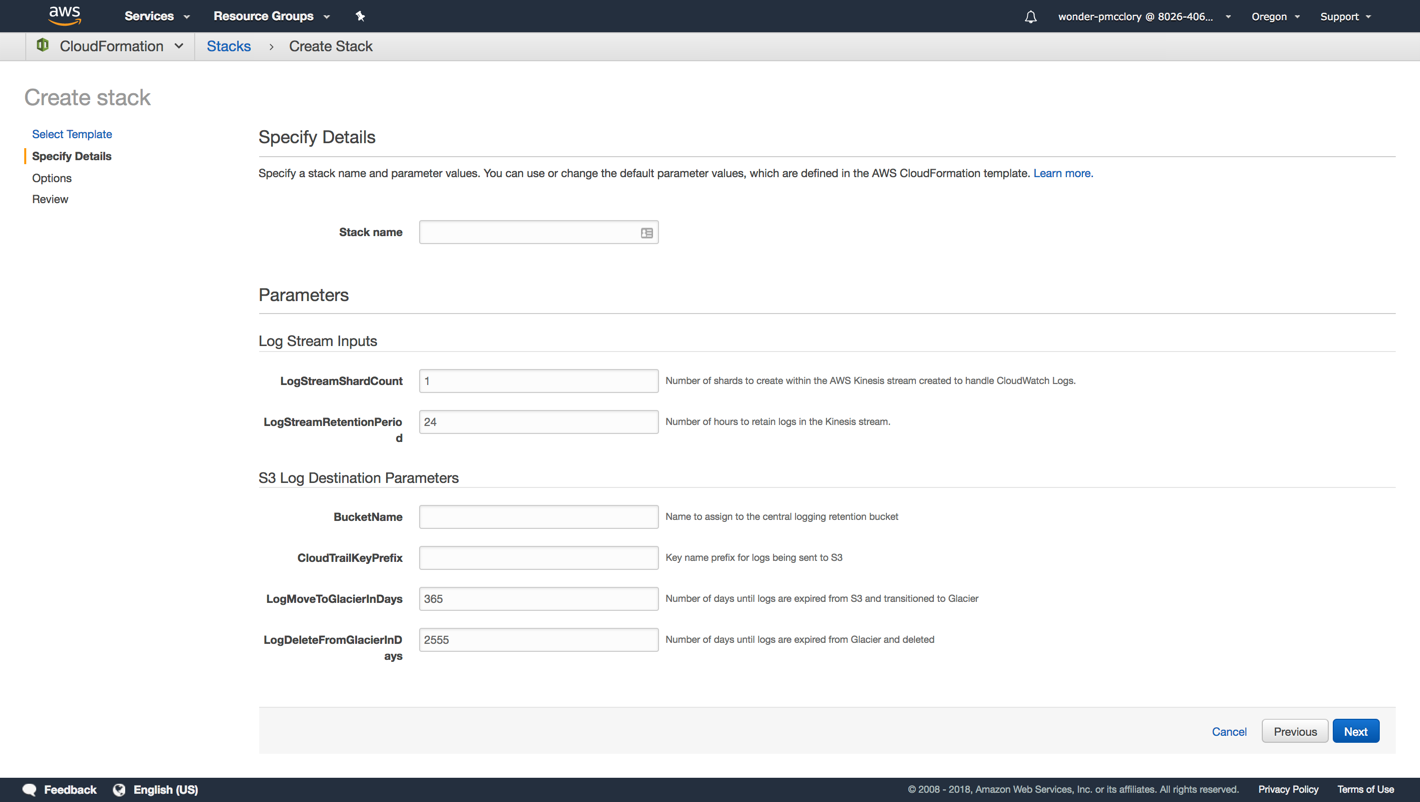 aws Services Resource Groups wonder-pmcclory @ 8026-406... Oregon Support
CloudFormation Stacks > Create Stack
Create stack
Select Template
Specify Details
Options
Review
Specify Details
Specify a stack name and parameter values. You can use or change the default parameter values, which are defined in the AWS CloudFormation template. Learn more.
Stack name
Parameters
Log Stream Inputs
LogStreamShardCount 1 Number of shards to create within the AWS Kinesis stream created to handle CloudWatch Logs.
LogStreamRetentionPerio 24 Number of hours to retain logs in the Kinesis stream.
d
S3 Log Destination Parameters
BucketName Name to assign to the central logging retention bucket
CloudTrailKeyPrefix Key name prefix for logs being sent to S3
LogMoveToGlacierInDays 365 Number of days until logs are expired from S3 and transitioned to Glacier
LogDeleteFromGlacierInD 2555 Number of days until logs are expired from Glacier and deleted
ays
Cancel Previous Next
Feedback English (US) © 2008 - 2018, Amazon Web Services, Inc. or its affiliates. All rights reserved. Privacy Policy Terms of Use